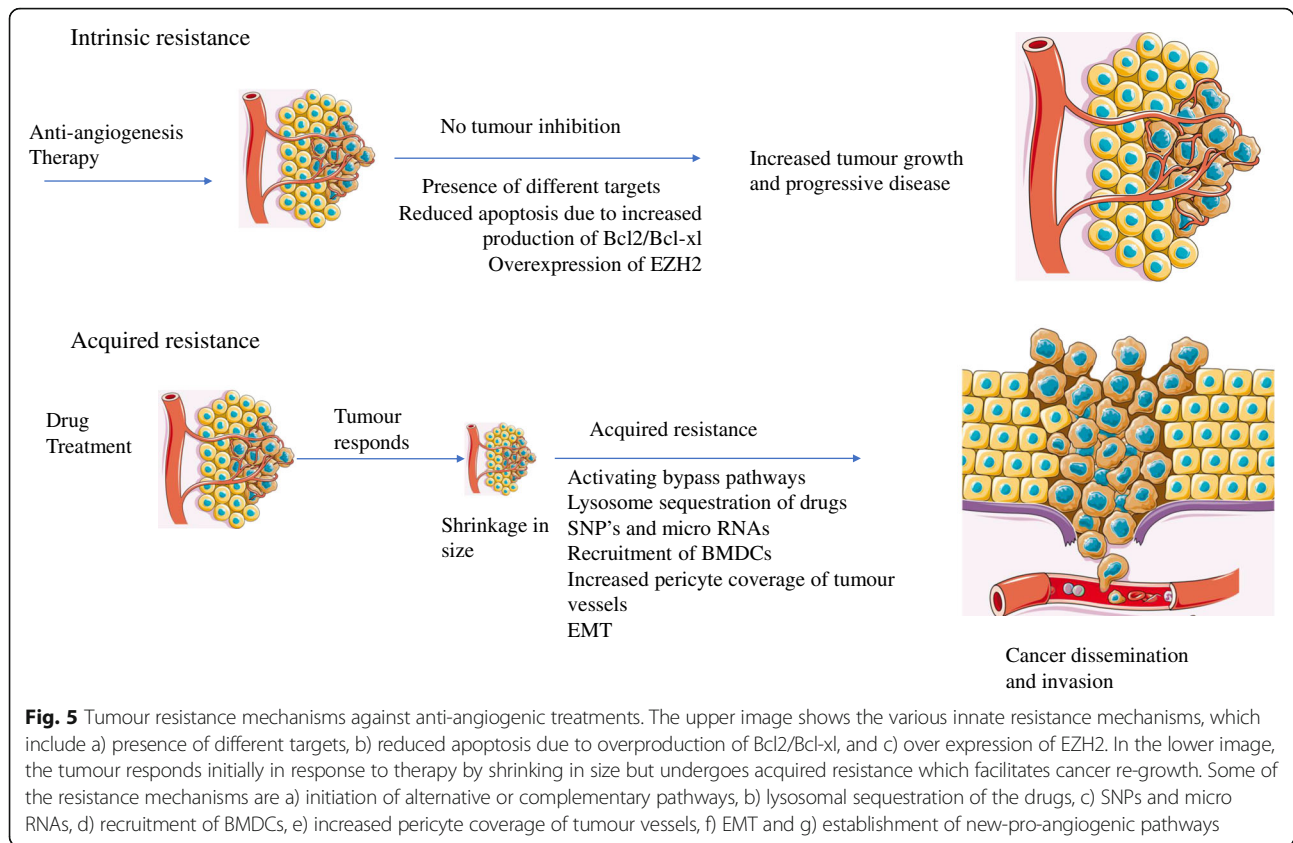 Intrinsic resistance
Anti-angiogenesis
Therapy
No tumour inhibition
Presence of different targets
Reduced apoptosis due to increased
production of Bcl2/Bcl-xl
Overexpression of EZH2
Increased tumour growth
and progressive disease
Acquired resistance
Drug
Treatment
Tumour
responds
Shrinkage in
size
Acquired resistance
Activating bypass pathways
Lysosome sequestration of drugs
SNP's and micro RNAs
Recruitment of BMDCs
Increased pericyte coverage of tumour
vessels
EMT
Cancer dissemination
and invasion
Fig. 5 Tumour resistance mechanisms against anti-angiogenic treatments. The upper image shows the various innate resistance mechanisms, which
include a) presence of different targets, b) reduced apoptosis due to overproduction of Bcl2/Bcl-xl, and c) over expression of EZH2. In the lower image,
the tumour responds initially in response to therapy by shrinking in size but undergoes acquired resistance which facilitates cancer re-growth. Some of
the resistance mechanisms are a) initiation of alternative or complementary pathways, b) lysosomal sequestration of the drugs, c) SNPs and micro
RNAs, d) recruitment of BMDCs, e) increased pericyte coverage of tumour vessels, f) EMT and g) establishment of new-pro-angiogenic pathways